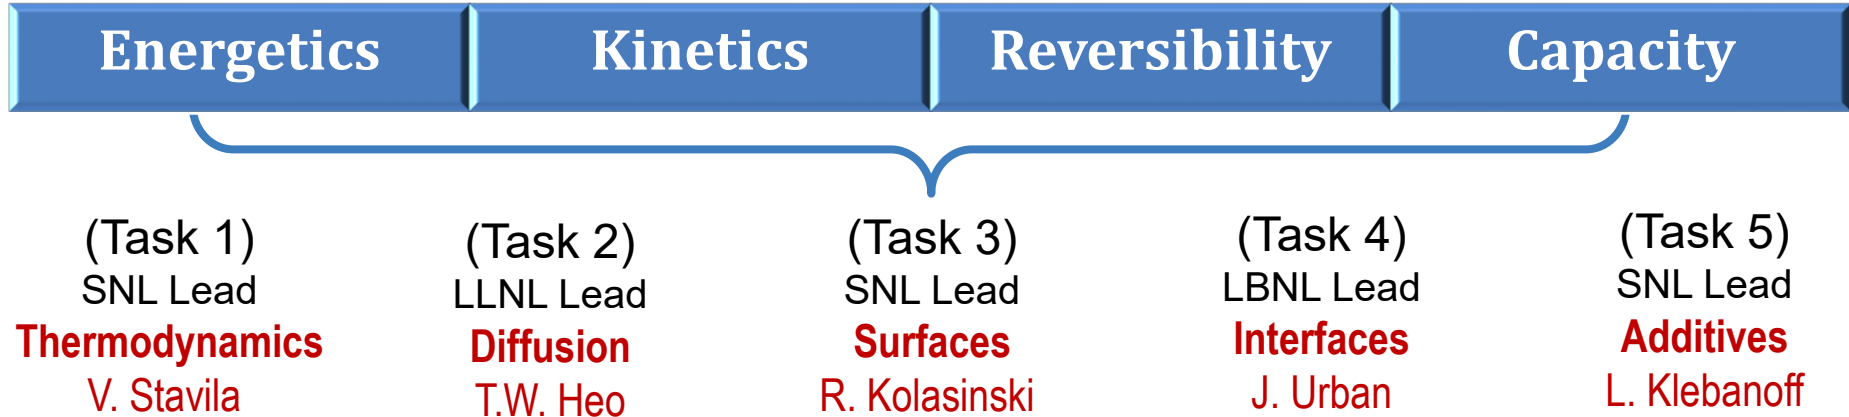 Energetics
Kinetics
Reversibility
Capacity
(Task 1)
SNL Lead
Thermodynamics
V. Stavila
(Task 2)
LLNL Lead
Diffusion
T.W. Heo
(Task 3)
SNL Lead
Surfaces
R. Kolasinski
(Task 4)
LBNL Lead
Interfaces
J. Urban
(Task 5)
SNL Lead
Additives
L. Klebanoff